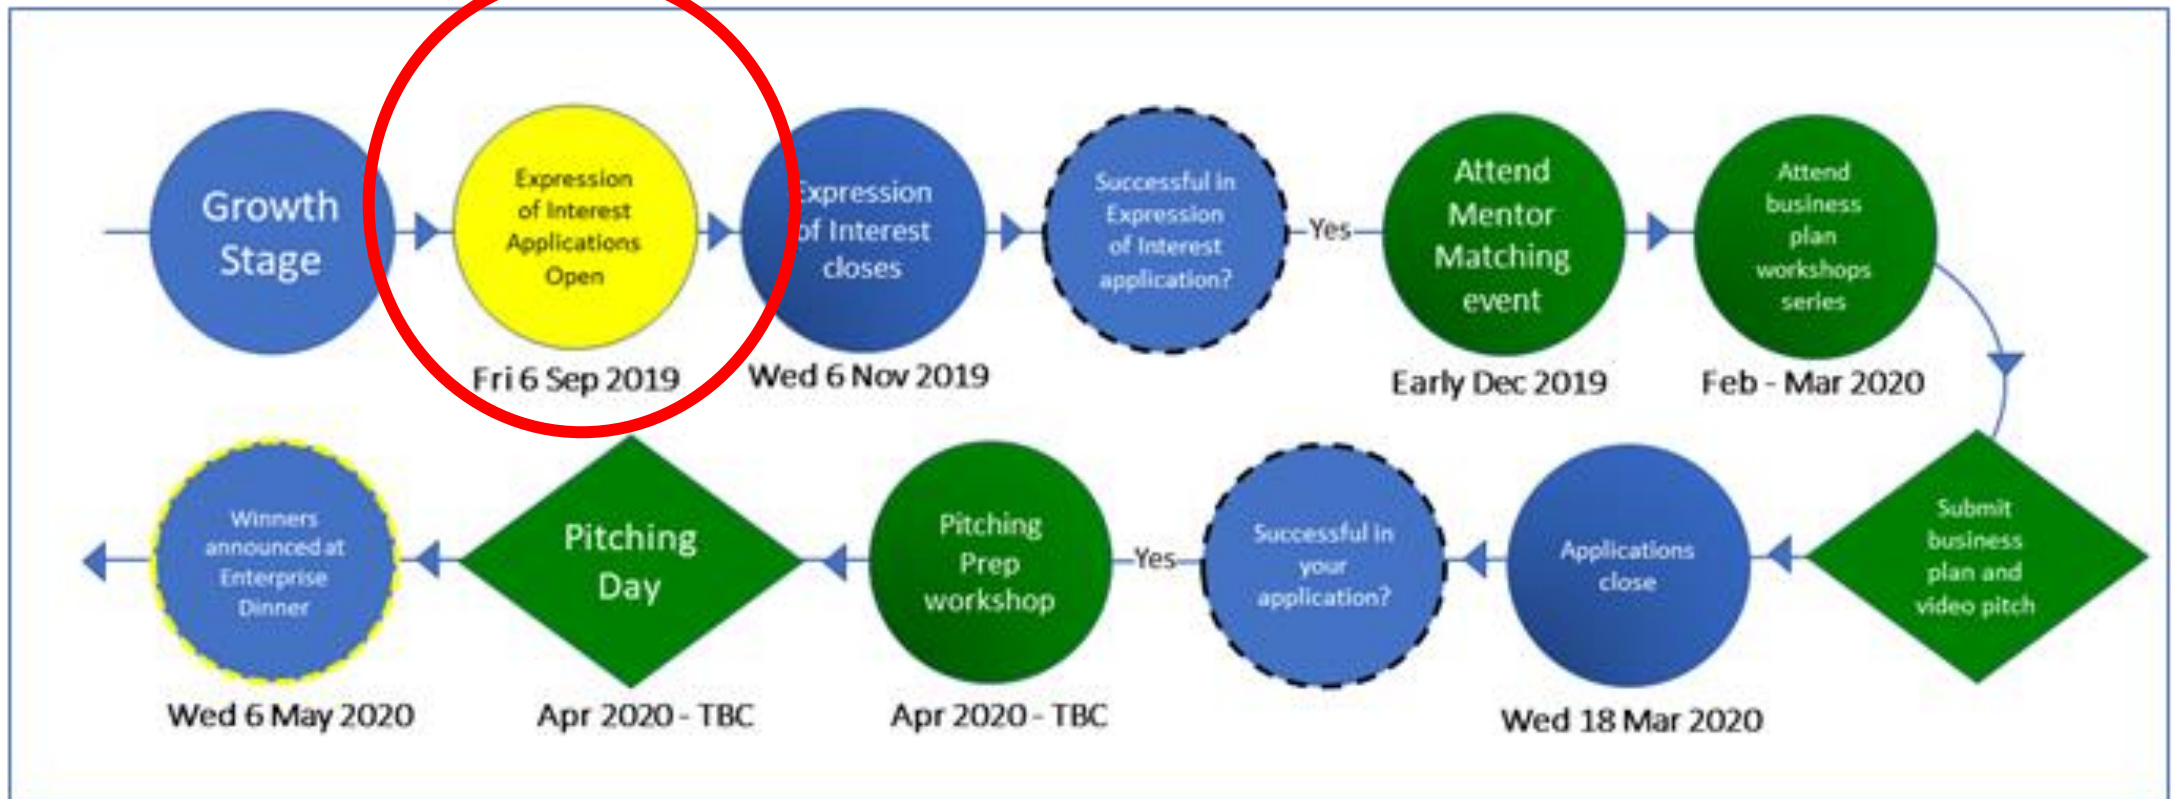 Growth
Stage
Expression
of Interest
Applications
Open
Fri 6 Sep 2019
Expression
of Interest
closes
Wed 6 Nov 2019
Successful in
Expression
of Interest
application?
Yes
Attend
Mentor
Matching
event
Early Dec 2019
Attend
business
plan
workshops
series
Feb - Mar 2020
Submit
business
plan and
video pitch
Applications
close
Wed 18 Mar 2020
Successful in
your
application?
Yes
Pitching
Prep
workshop
Apr 2020 - TBC
Pitching
Day
Apr 2020 - TBC
Winners
announced at
Enterprise
Dinner
Wed 6 May 2020